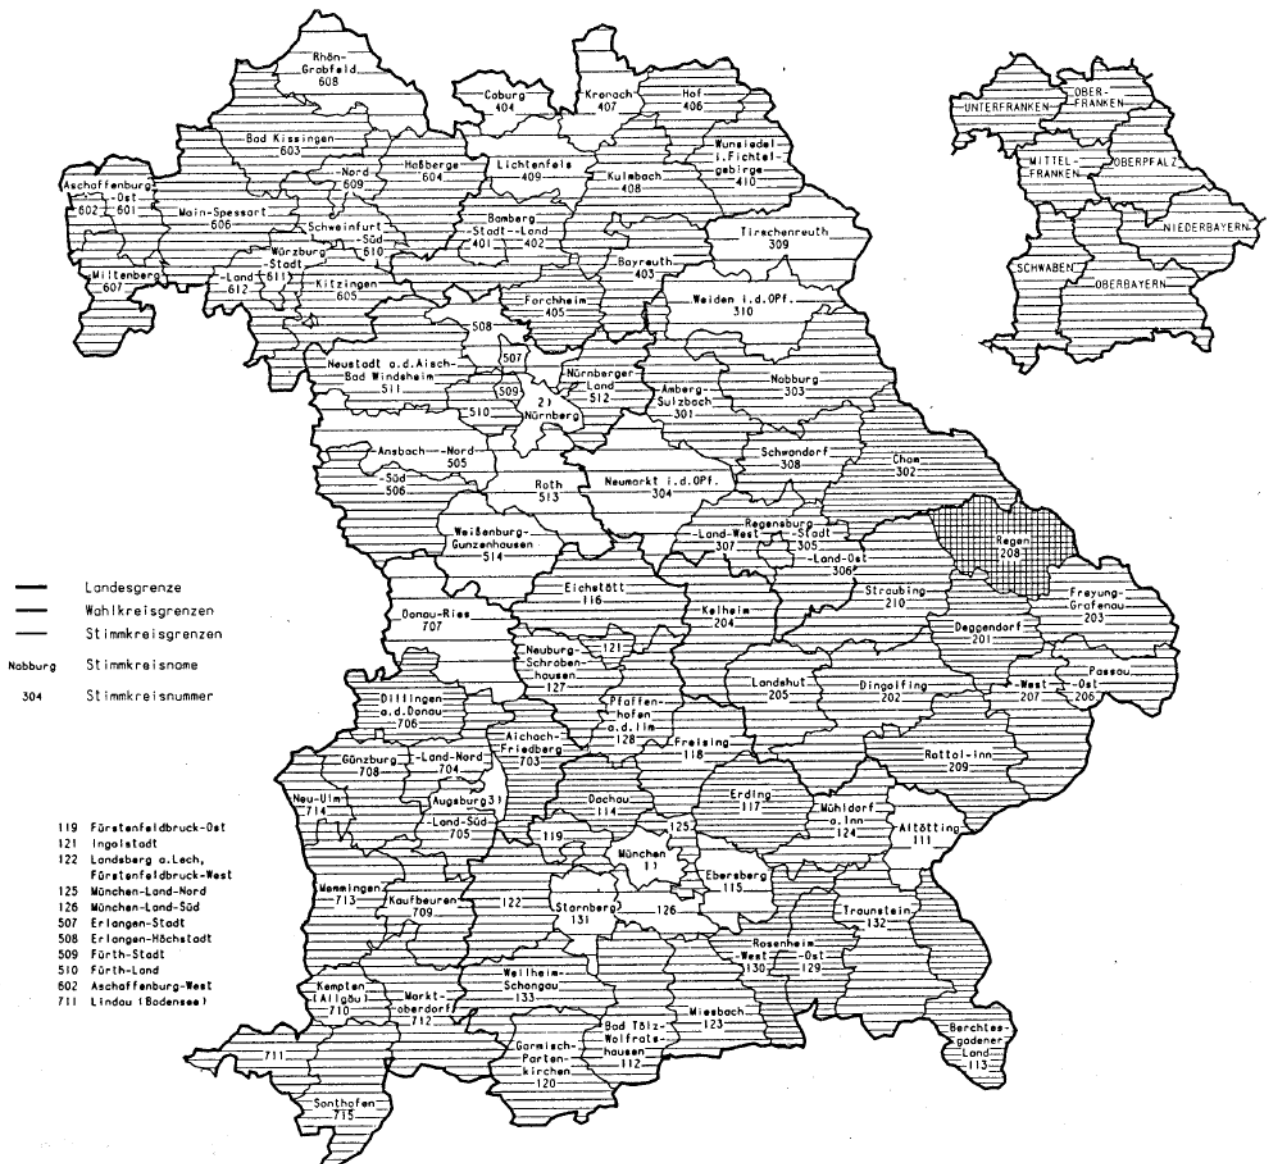 Rhön-
Grabfeld
608
Coburg
404
Kronach
407
Hof
406
Bad Kissingen
603
-Nord
609
Haßberge
604
Lichtenfels
409
Kulmbach
408
Wunsiedel
i.Fichtel-
gebirge
410
Aschaffenburg
-Ost
602 601
Main-Spessart
606
Schweinfurt
-Süd
610
Bamberg
-Stadt -Land
401 402
Tirschenreuth
309
Würzburg
-Stadt
611
-Land
612
Miltenberg
607
Kitzingen
605
Bayreuth
403
Forchheim
405
Weiden i.d.OPf.
310
508
507
Neustadt a.d.Aisch-
Bad Windsheim
511
509
510
2)
Nürnberg
Nürnberger
Land
512
Amberg-
Sulzbach
301
Nabburg
303
Ansbach -Nord
505
-Süd
506
Roth
513
Neumarkt i.d.OPf.
304
Schwandorf
308
Cham
302
Weißenburg-
Gunzenhausen
514
Regensburg
-Land-West
307
-Stadt
305
-Land-Ost
306
Regen
208
Eichstätt
116
Kelheim
204
Straubing
210
Deggendorf
201
Freyung-
Grafenau
203
Donau-Ries
707
Neuburg-
Schroben-
hausen
127
121
Landshut
205
Dingolfing
202
-West
207
Passau
-Ost
206
Dillingen
a.d.Donau
706
Pfaffen-
hofen
a.d.Ilm
128
Aichach-
Friedberg
703
Freising
118
Rottal-Inn
209
Günzburg
708
-Land-Nord
704
Neu-Ulm
714
Augsburg3)
-Land-Süd
705
Dachau
114
Erding
117
Mühldorf
a.Inn
124
Altötting
111
119
125
München
1)
Ebersberg
115
Memmingen
713
Kaufbeuren
709
122
Starnberg
131
126
Traunstein
132
Rosenheim
-West
130
-Ost
129
Weilheim-
Schongau
133
Kempten
(Allgäu)
710
Markt-
oberdorf
712
Miesbach
123
Bad Tölz-
Wolfrats-
hausen
112
Garmisch-
Parten-
kirchen
120
Berchtes-
gadener
Land
113
711
Sonthofen
715
UNTERFRANKEN
OBER-
FRANKEN
MITTEL-
FRANKEN
OBERPFALZ
NIEDERBAYERN
SCHWABEN
OBERBAYERN
Landesgrenze
Wahlkreisgrenzen
Stimmkreisgrenzen
Nabburg Stimmkreisname
304 Stimmkreisnummer
119 Fürstenfeldbruck-Ost
121 Ingolstadt
122 Landsberg a.Lech,
Fürstenfeldbruck-West
125 München-Land-Nord
126 München-Land-Süd
507 Erlangen-Stadt
508 Erlangen-Höchstadt
509 Fürth-Stadt
510 Fürth-Land
602 Aschaffenburg-West
711 Lindau (Bodensee)